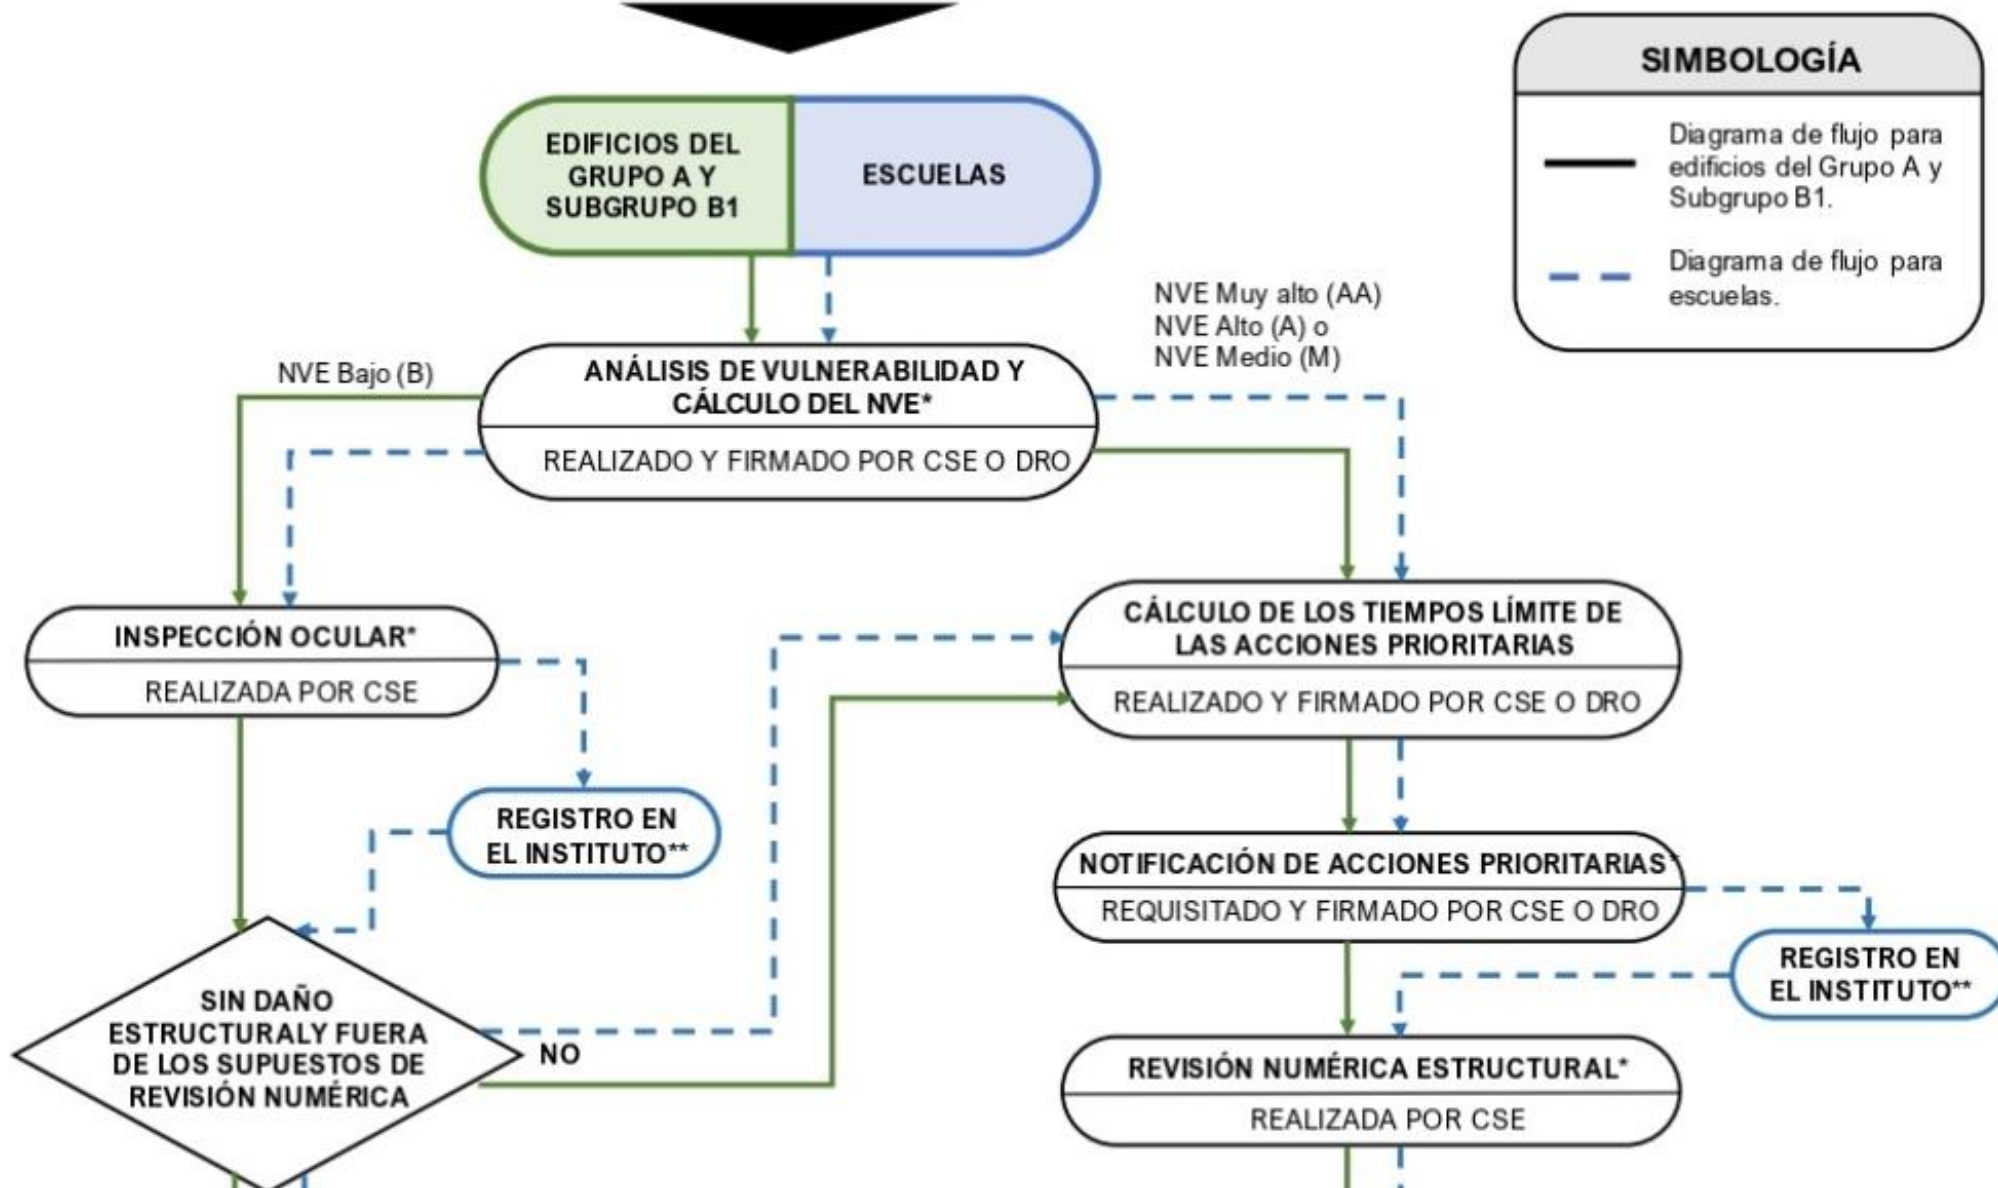 SIMBOLOGÍA
Diagrama de flujo para
edificios del Grupo A y
Subgrupo B1.
Diagrama de flujo para
escuelas.
EDIFICIOS DEL
GRUPO A Y
SUBGRUPO B1
ESCUELAS
NVE Muy alto (AA)
NVE Alto (A) o
NVE Medio (M)
NVE Bajo (B)
ANÁLISIS DE VULNERABILIDAD Y
CÁLCULO DEL NVE*
REALIZADO Y FIRMADO POR CSE O DRO
INSPECCIÓN OCULAR*
REALIZADA POR CSE
CÁLCULO DE LOS TIEMPOS LÍMITE DE
LAS ACCIONES PRIORITARIAS
REALIZADO Y FIRMADO POR CSE O DRO
REGISTRO EN
EL INSTITUTO**
NOTIFICACIÓN DE ACCIONES PRIORITARIAS*
REQUISITADO Y FIRMADO POR CSE O DRO
REGISTRO EN
EL INSTITUTO**
SIN DAÑO
ESTRUCTURALY FUERA
DE LOS SUPUESTOS DE
REVISIÓN NUMÉRICA
NO
REVISIÓN NUMÉRICA ESTRUCTURAL*
REALIZADA POR CSE